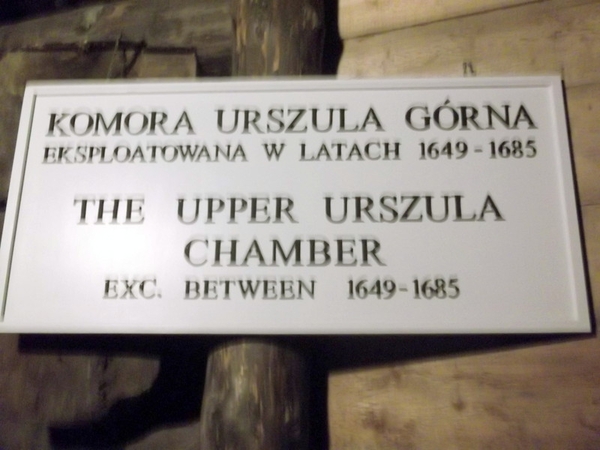 KOMORA URSZULA GÓRNA
EKSPLOATOWANA W LATACH 1649-1685
THE UPPER URSZULA
CHAMBER
EXC. BETWEEN 1649-1685